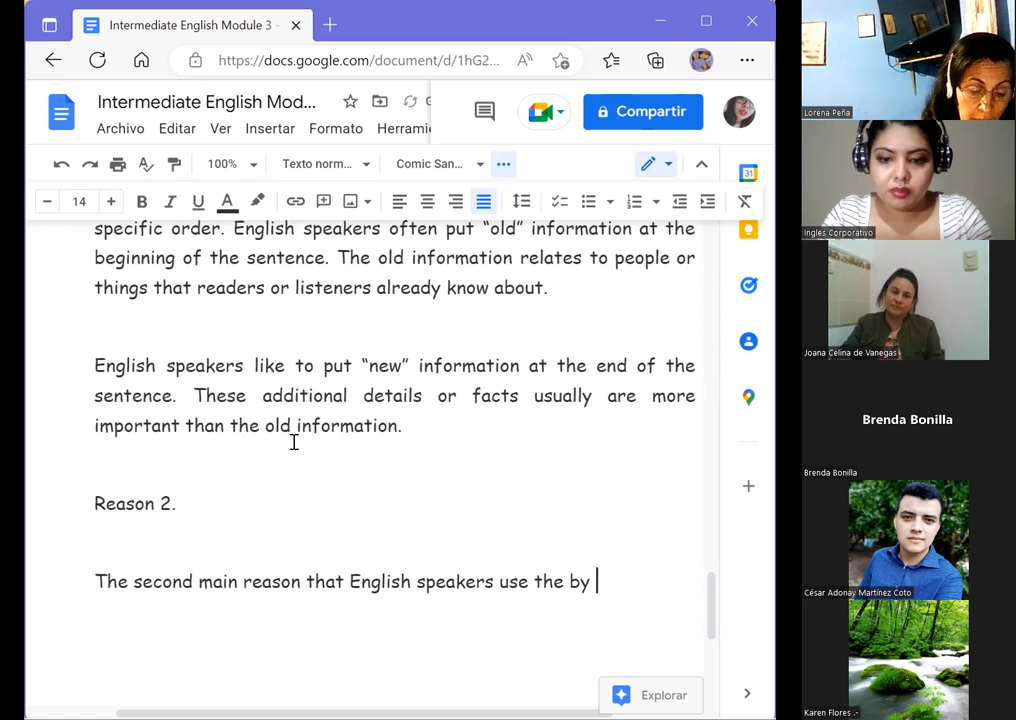 Intermediate English Module 3 -
https://docs.google.com/document/d/1hG2...
Intermediate English Mod...
Archivo Editar Ver Insertar Formato Herramie
Compartir
100% Texto norm... Comic San...
14
specific order. English speakers often put “old” information at the
beginning of the sentence. The old information relates to people or
things that readers or listeners already know about.
English speakers like to put “new” information at the end of the
sentence. These additional details or facts usually are more
important than the old information.
Reason 2.
The second main reason that English speakers use the by
Explorar
Lorena Peña
Inglés Corporativo
Joana Celina de Vanegas
Brenda Bonilla
Brenda Bonilla
César Adonay Martínez Coto
Karen Flores .-